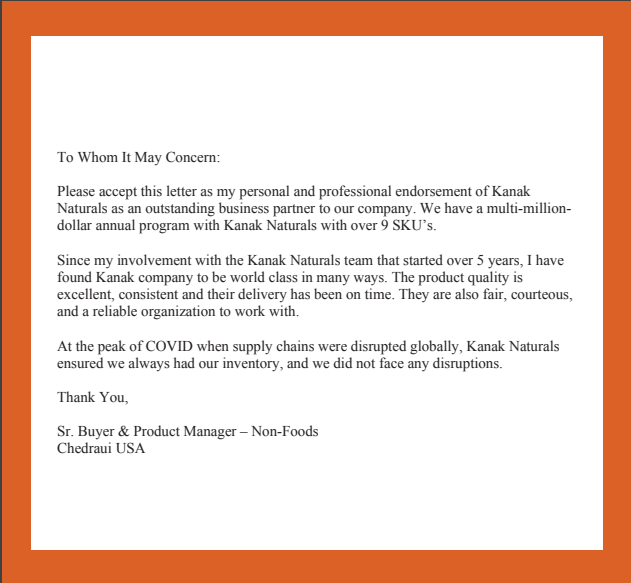 To Whom It May Concern:
Please accept this letter as my personal and professional endorsement of Kanak
Naturals as an outstanding business partner to our company. We have a multi-million-
dollar annual program with Kanak Naturals with over 9 SKU’s.
Since my involvement with the Kanak Naturals team that started over 5 years, I have
found Kanak company to be world class in many ways. The product quality is
excellent, consistent and their delivery has been on time. They are also fair, courteous,
and a reliable organization to work with.
At the peak of COVID when supply chains were disrupted globally, Kanak Naturals
ensured we always had our inventory, and we did not face any disruptions.
Thank You,
Sr. Buyer & Product Manager – Non-Foods
Chedraui USA